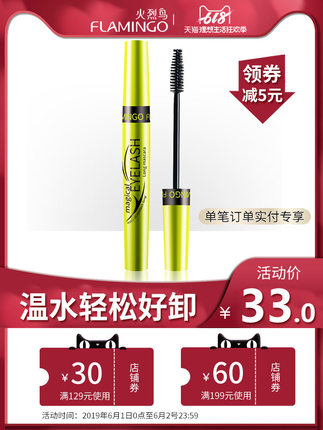 火烈鸟
FLAMINGO
618
天猫理想生活狂欢季
领券
减5元
magical
EYELASH
Long mascara
MINGO F
单笔订单实付专享
温水轻松好卸
活动价
¥ 33.0
¥30
满129元使用
店铺券
¥60
满199元使用
店铺券
活动时间:2019年6月1日0点至6月2号23:59